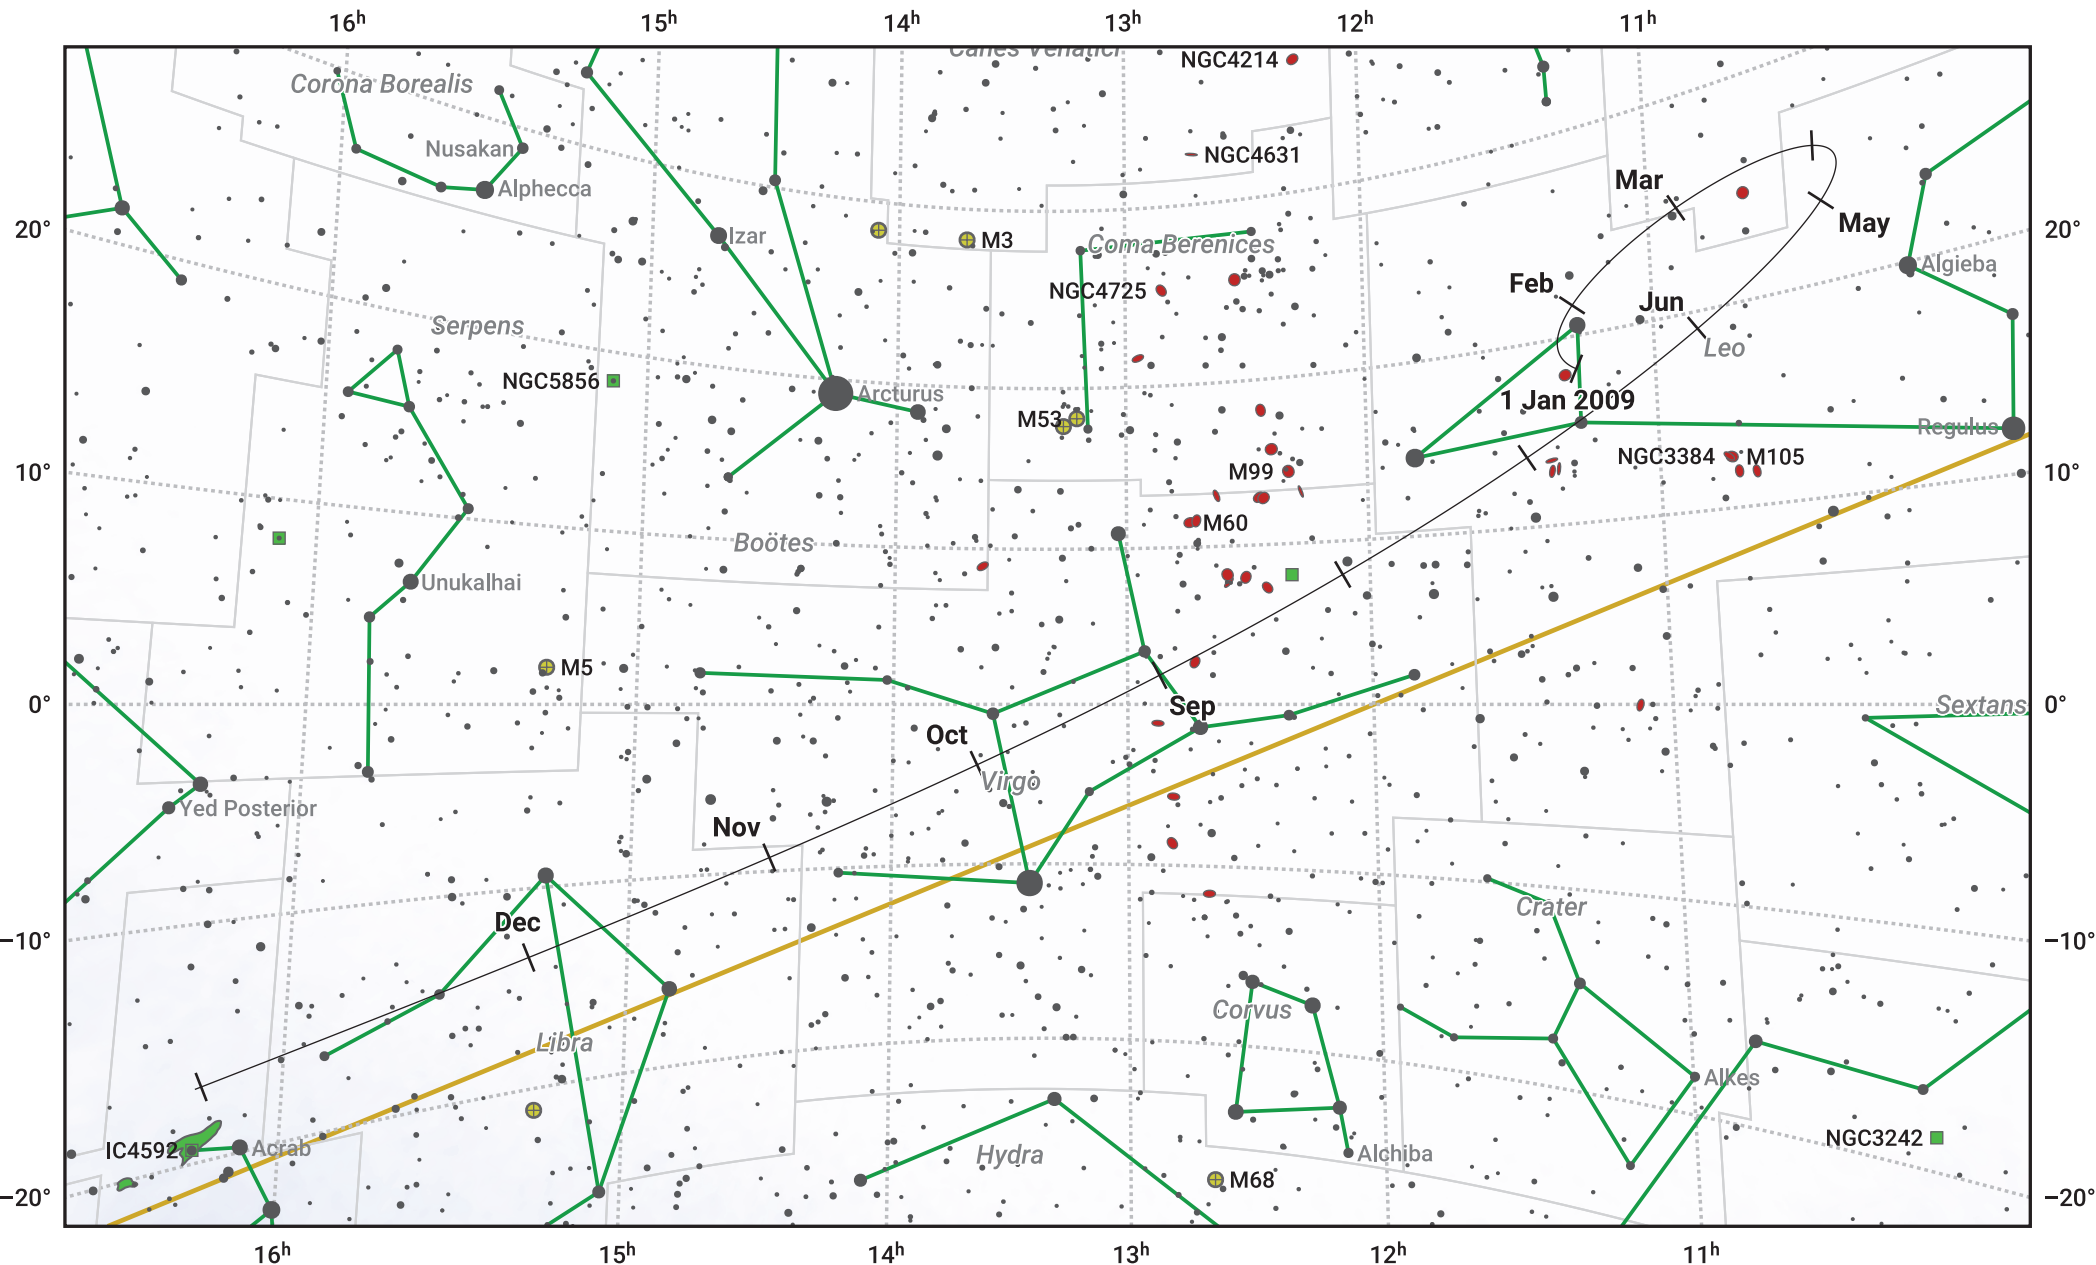 16h 15h 14h 13h 12h 11h
Canes Venatici
NGC4214
Corona Borealis
Nusakan
NGC4631
Alphecca
Mar
20° 20°
May
Izar
M3
Coma Berenices
Algieba
NGC4725
Feb
Jun
Serpens
Leo
NGC5856
Arcturus
1 Jan 2009
M53
Regulus
NGC3384 M105
10° M99 10°
M60
Boötes
Unukalhai
M5
0° Sep Sextans 0°
Oct
Virgo
Yed Posterior
Nov
Crater
Dec
−10° −10°
Corvus
Libra
Alkes
IC4592 Acrab
Hydra
Alchiba
NGC3242
M68
−20° −20°
16h 15h 14h 13h 12h 11h